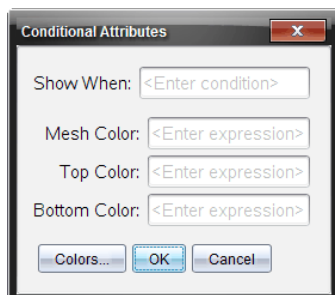 Conditional Attributes
Show When: <Enter condition>
Mesh Color: <Enter expression>
Top Color: <Enter expression>
Bottom Color: <Enter expression>
Colors... OK Cancel